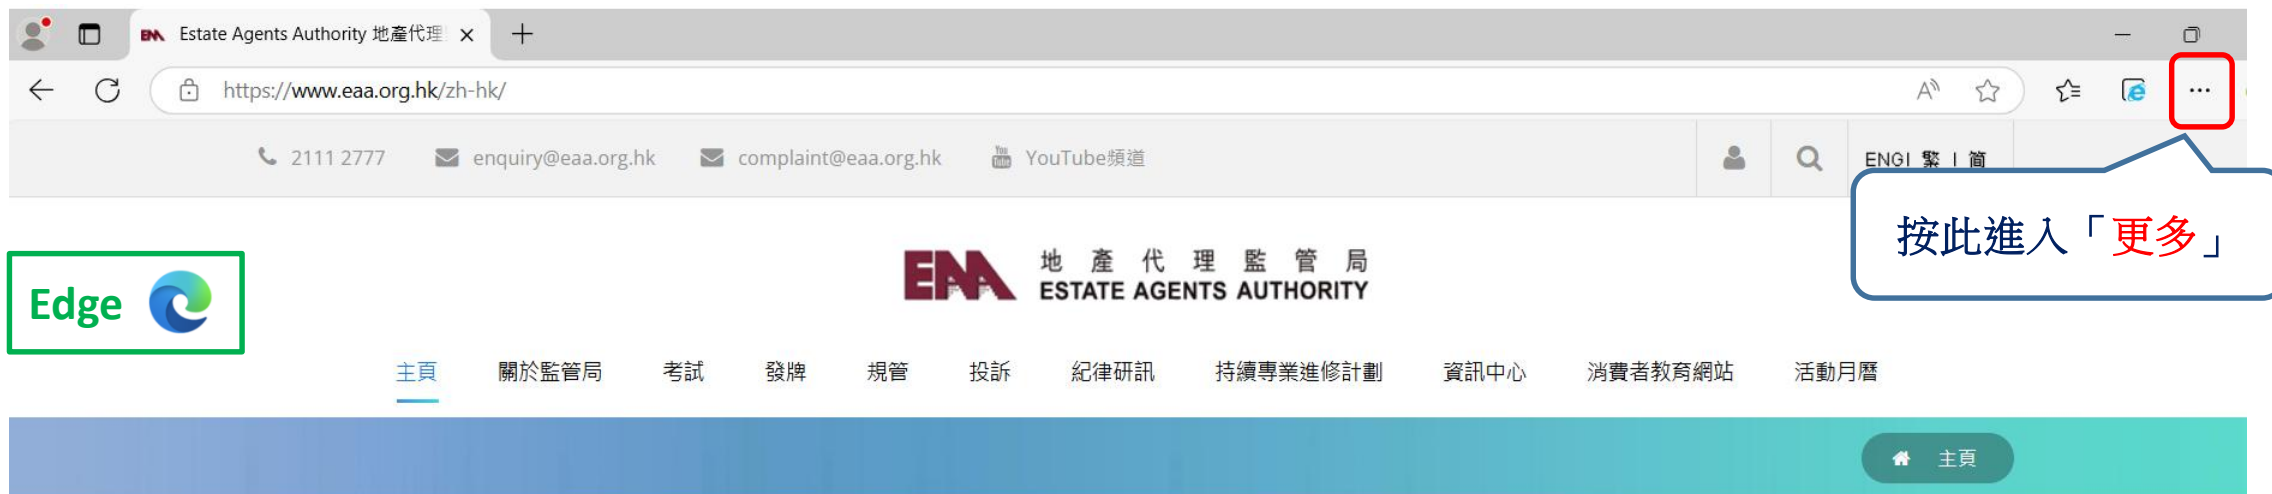 Estate Agents Authority 地產代理
https://www.eaa.org.hk/zh-hk/
2111 2777 enquiry@eaa.org.hk complaint@eaa.org.hk YouTube頻道 ENG| 繁 | 简
按此進入「更多」
EAA 地產代理監管局
ESTATE AGENTS AUTHORITY
Edge
主頁 關於監管局 考試 發牌 規管 投訴 紀律研訊 持續專業進修計劃 資訊中心 消費者教育網站 活動月曆
主頁